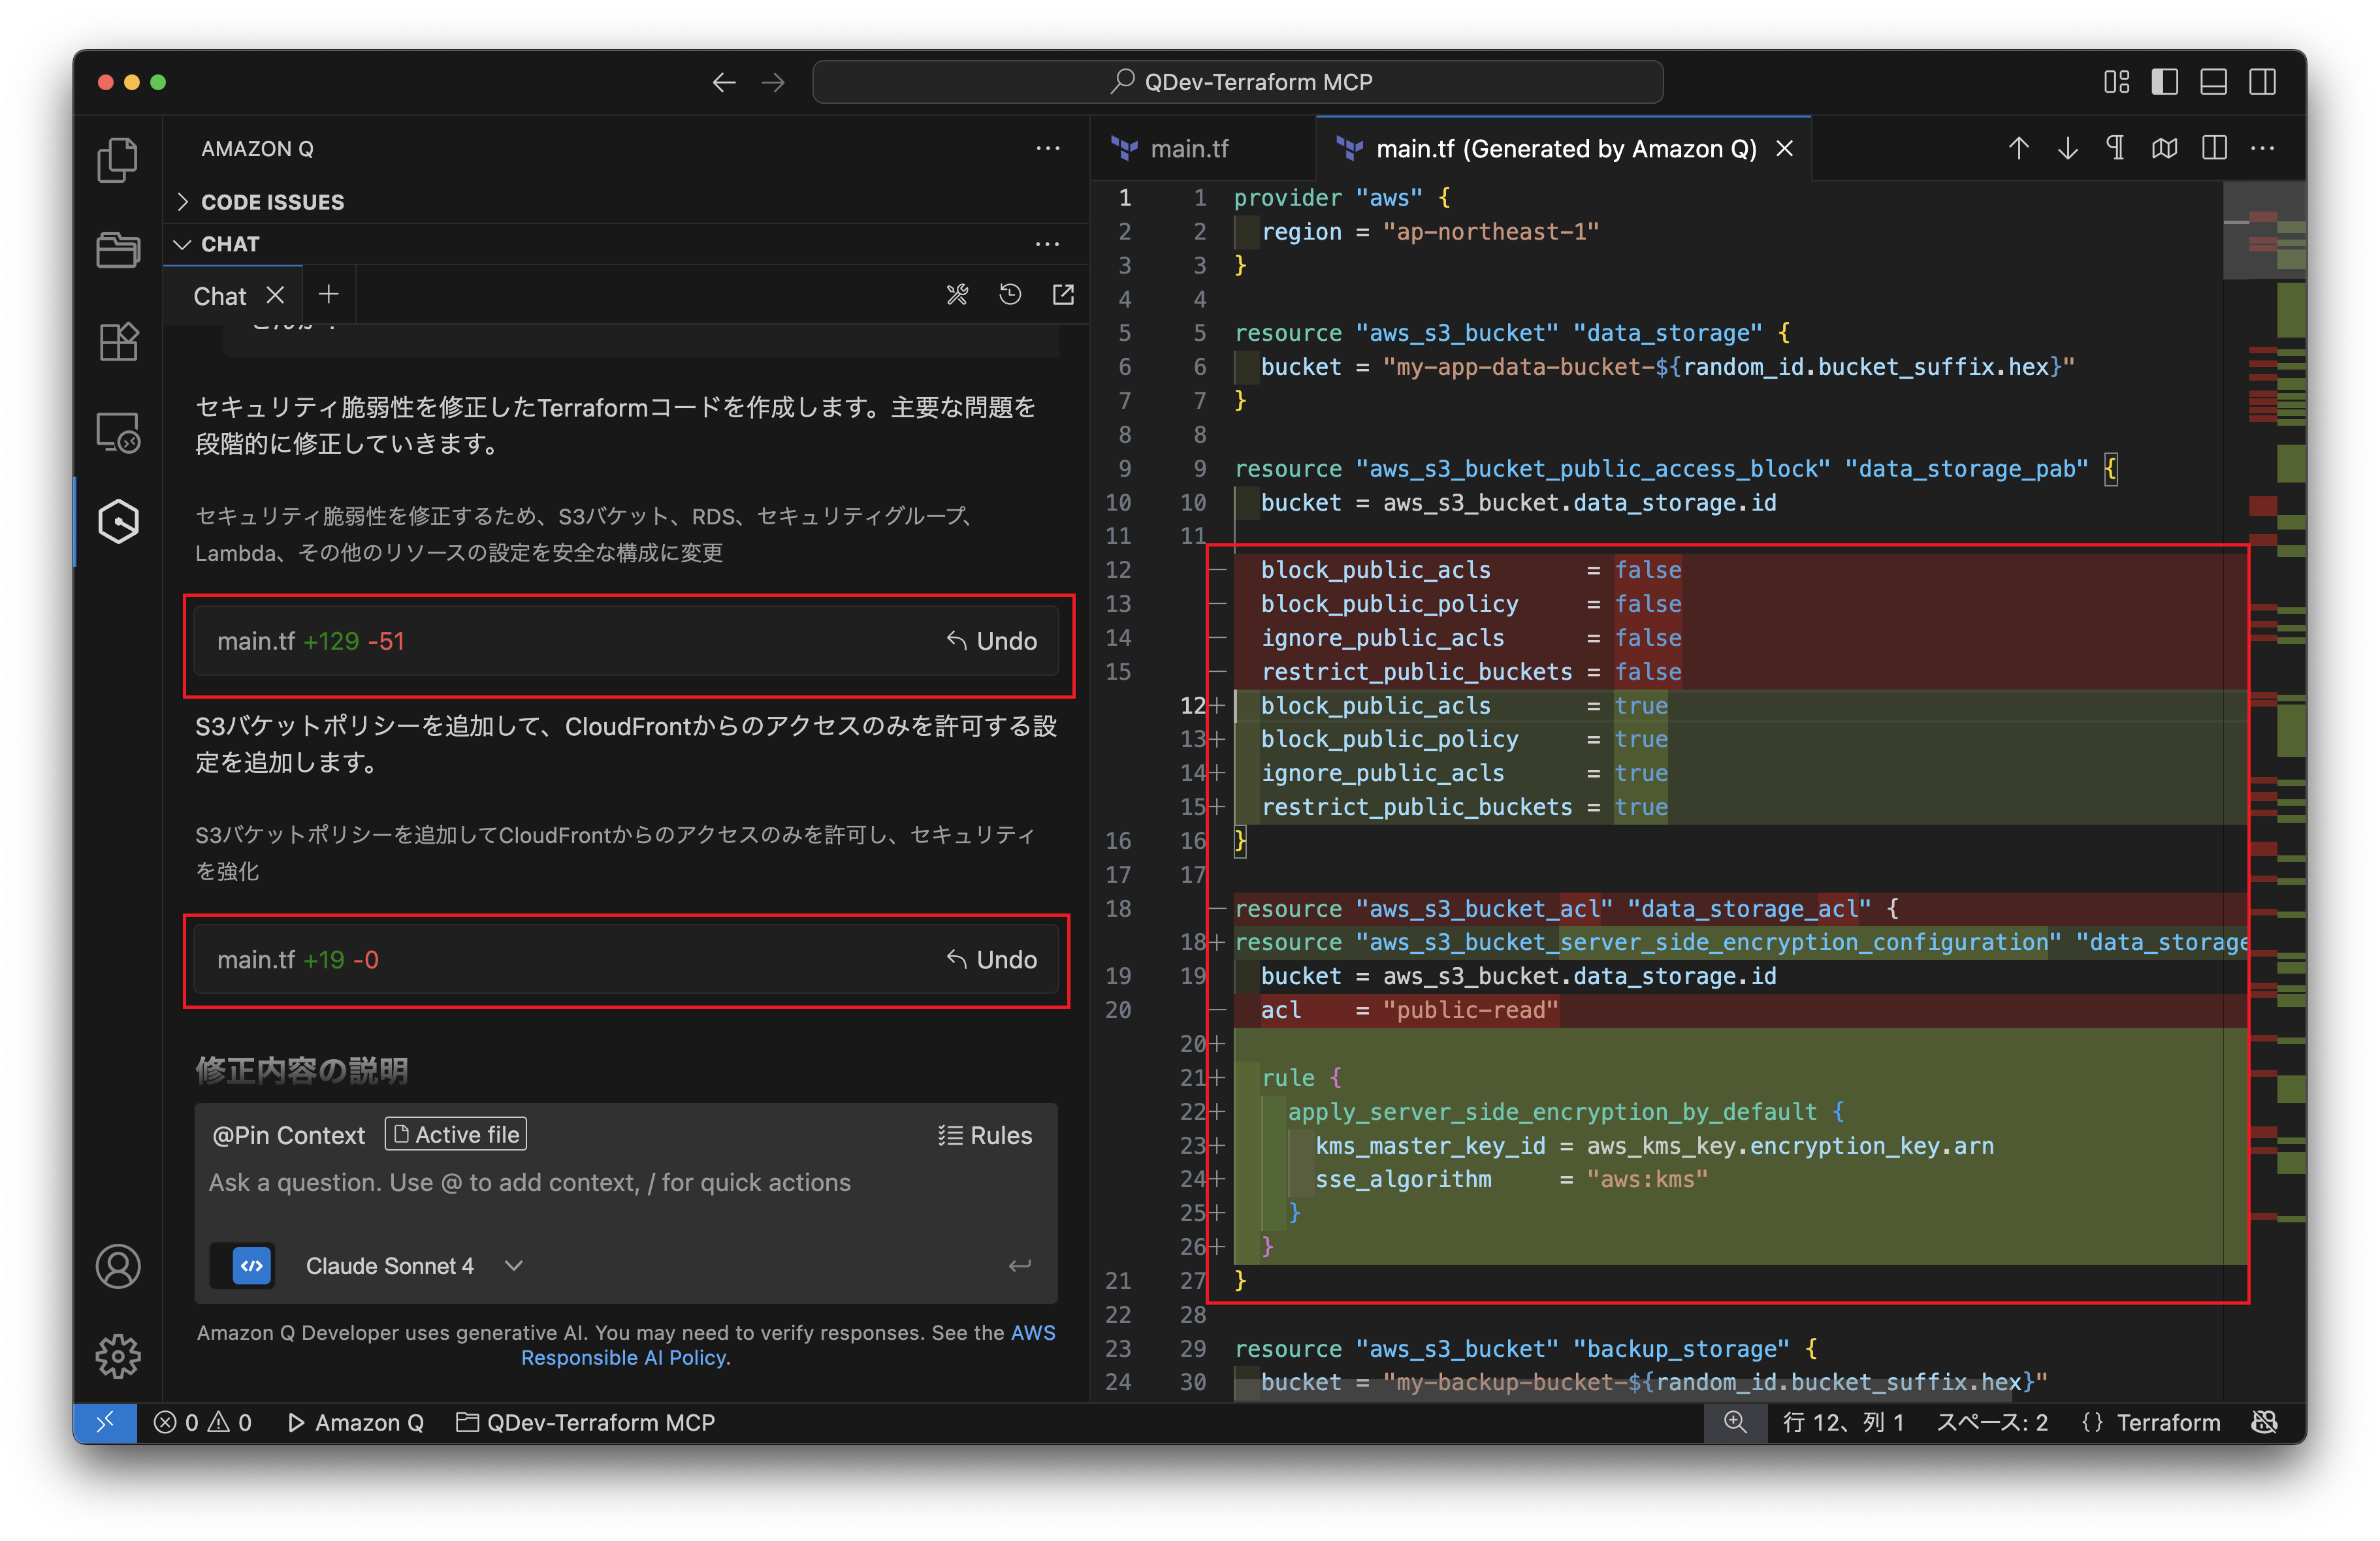 QDev-Terraform MCP
AMAZON Q
CODE ISSUES
CHAT
Chat
セキュリティ脆弱性を修正したTerraformコードを作成します。主要な問題を
段階的に修正していきます。
セキュリティ脆弱性を修正するため、S3バケット、RDS、セキュリティグループ、
Lambda、その他のリソースの設定を安全な構成に変更
main.tf +129 -51
Undo
S3バケットポリシーを追加して、CloudFrontからのアクセスのみを許可する設
定を追加します。
S3バケットポリシーを追加してCloudFrontからのアクセスのみを許可し、セキュリティ
を強化
main.tf +19 -0
Undo
修正内容の説明
@Pin Context
Active file
Rules
Ask a question. Use @ to add context, / for quick actions
Claude Sonnet 4
Amazon Q Developer uses generative AI. You may need to verify responses. See the AWS
Responsible AI Policy.
main.tf
main.tf (Generated by Amazon Q)
1 1 provider "aws" {
2 2 region = "ap-northeast-1"
3 3 }
4 4
5 5 resource "aws_s3_bucket" "data_storage" {
6 6 bucket = "my-app-data-bucket-${random_id.bucket_suffix.hex}"
7 7 }
8 8
9 9 resource "aws_s3_bucket_public_access_block" "data_storage_pab" {
10 10 bucket = aws_s3_bucket.data_storage.id
11 11
12 — block_public_acls = false
13 — block_public_policy = false
14 — ignore_public_acls = false
15 — restrict_public_buckets = false
12+ block_public_acls = true
13+ block_public_policy = true
14+ ignore_public_acls = true
15+ restrict_public_buckets = true
16 16 }
17 17
18 — resource "aws_s3_bucket_acl" "data_storage_acl" {
18+ resource "aws_s3_bucket_server_side_encryption_configuration" "data_storage
19 19 bucket = aws_s3_bucket.data_storage.id
20 — acl = "public-read"
20+
21+ rule {
22+ apply_server_side_encryption_by_default {
23+ kms_master_key_id = aws_kms_key.encryption_key.arn
24+ sse_algorithm = "aws:kms"
25+ }
26+ }
21 27 }
22 28
23 29 resource "aws_s3_bucket" "backup_storage" {
24 30 bucket = "my-backup-bucket-${random_id.bucket_suffix.hex}"
0 0 Amazon Q QDev-Terraform MCP
行 12、列 1 スペース: 2 {} Terraform